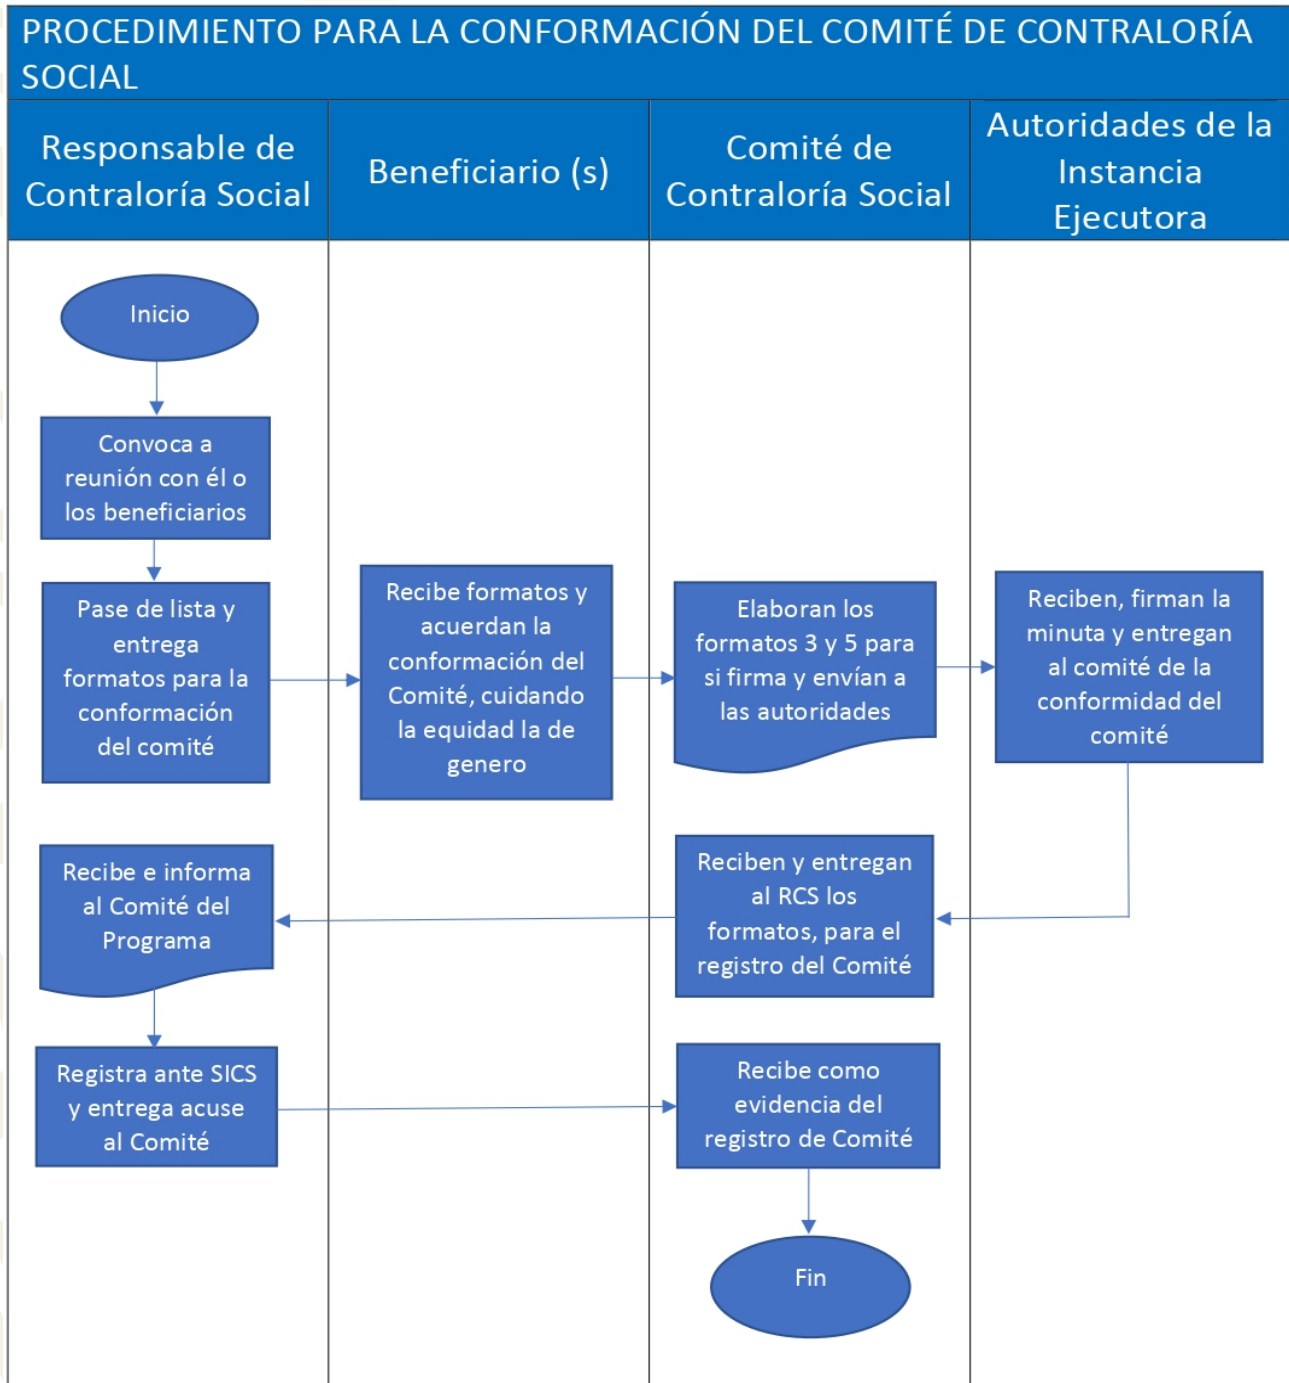 PROCEDIMIENTO PARA LA CONFORMACIÓN DEL COMITÉ DE CONTRALORÍA
SOCIAL
Responsable de
Contraloría Social
Beneficiario (s)
Comité de
Contraloría Social
Autoridades de la
Instancia
Ejecutora
Inicio
Convoca a
reunión con él o
los beneficiarios
Pase de lista y
entrega
formatos para la
conformación
del comité
Recibe formatos y
acuerdan la
conformación del
Comité, cuidando
la equidad la de
genero
Elaboran los
formatos 3 y 5 para
si firma y envían a
las autoridades
Reciben, firman la
minuta y entregan
al comité de la
conformidad del
comité
Reciben y entregan
al RCS los
formatos, para el
registro del Comité
Recibe e informa
al Comité del
Programa
Registra ante SICS
y entrega acuse
al Comité
Recibe como
evidencia del
registro de Comité
Fin